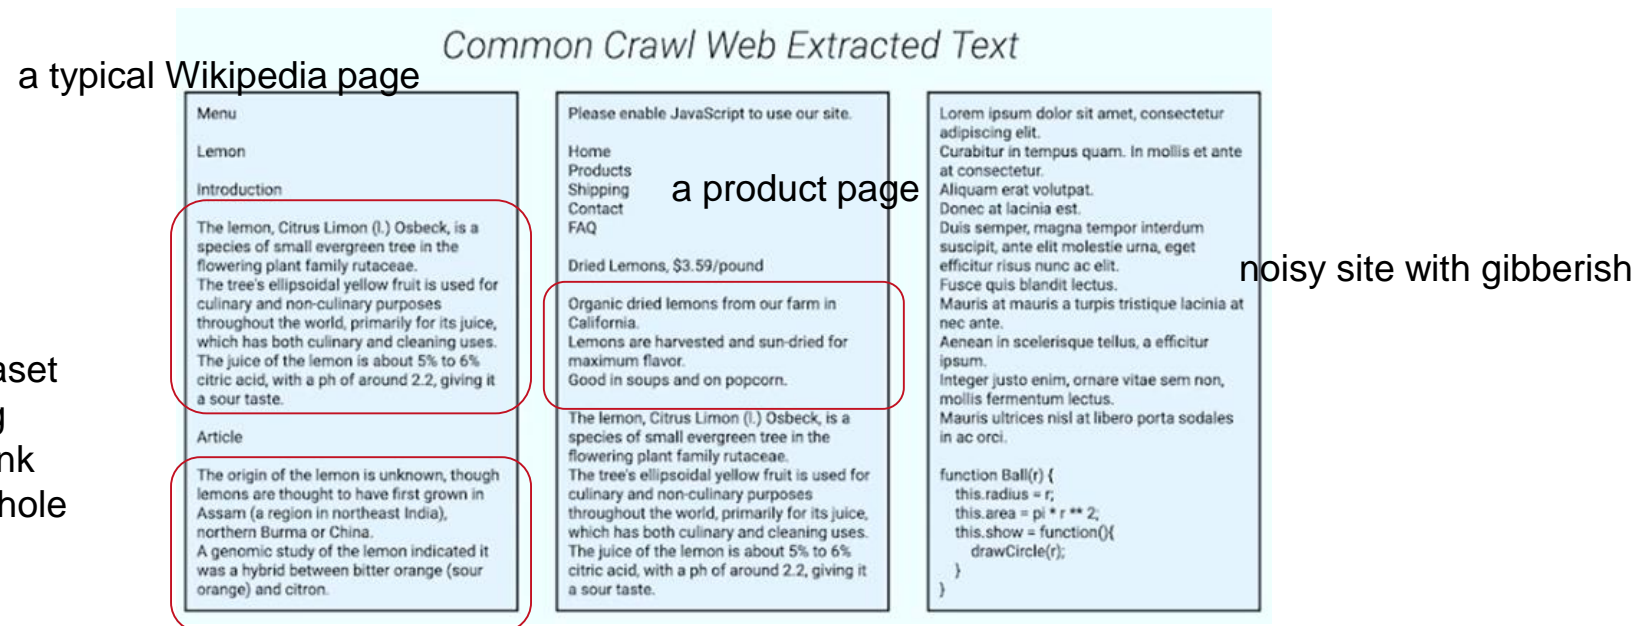 Common Crawl Web Extracted Text
a typical Wikipedia page
Menu
Lemon
Introduction
The lemon, Citrus Limon (l.) Osbeck, is a
species of small evergreen tree in the
flowering plant family rutaceae.
The tree's ellipsoidal yellow fruit is used for
culinary and non-culinary purposes
throughout the world, primarily for its juice,
which has both culinary and cleaning uses.
The juice of the lemon is about 5% to 6%
citric acid, with a ph of around 2.2, giving it
a sour taste.
Article
The origin of the lemon is unknown, though
lemons are thought to have first grown in
Assam (a region in northeast India),
northern Burma or China.
A genomic study of the lemon indicated it
was a hybrid between bitter orange (sour
orange) and citron.
aset
g
nk
hole
Please enable JavaScript to use our site.
Home
Products
Shipping
Contact
FAQ
a product page
Dried Lemons, $3.59/pound
Organic dried lemons from our farm in
California.
Lemons are harvested and sun-dried for
maximum flavor.
Good in soups and on popcorn.
The lemon, Citrus Limon (l.) Osbeck, is a
species of small evergreen tree in the
flowering plant family rutaceae.
The tree's ellipsoidal yellow fruit is used for
culinary and non-culinary purposes
throughout the world, primarily for its juice,
which has both culinary and cleaning uses.
The juice of the lemon is about 5% to 6%
citric acid, with a ph of around 2.2, giving it
a sour taste.
Lorem ipsum dolor sit amet, consectetur
adipiscing elit.
Curabitur in tempus quam. In mollis et ante
at consectetur.
Aliquam erat volutpat.
Donec at lacinia est.
Duis semper, magna tempor interdum
suscipit, ante elit molestie urna, eget
efficitur risus nunc ac elit.
Fusce quis blandit lectus.
Mauris at mauris a turpis tristique lacinia at
nec ante.
Aenean in scelerisque tellus, a efficitur
ipsum.
Integer justo enim, ornare vitae sem non,
mollis fermentum lectus.
Mauris ultrices nisl at libero porta sodales
in ac orci.
function Ball(r) {
this.radius = r;
this.area = pi * r ** 2;
this.show = function(){
drawCircle(r);
}
}
noisy site with gibberish